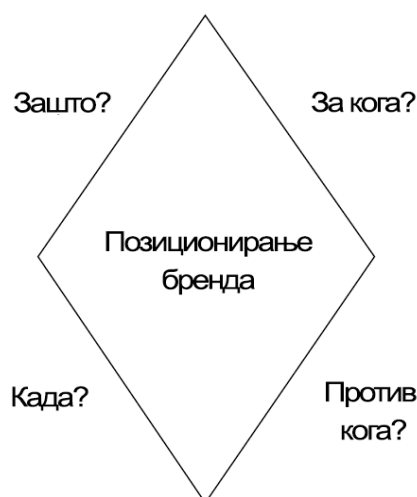 Зашто?
За кога?
Позиционирање
бренда
Када?
Против
кога?